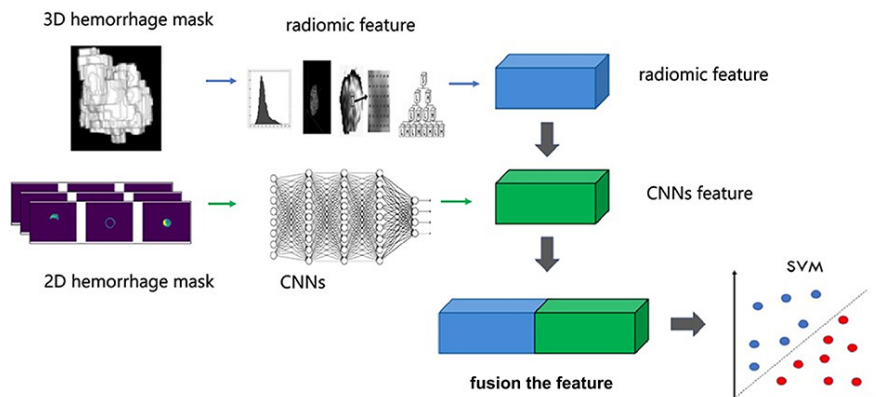 3D hemorrhage mask
radiomic feature
radiomic feature
CNNs feature
2D hemorrhage mask
CNNs
SVM
fusion the feature